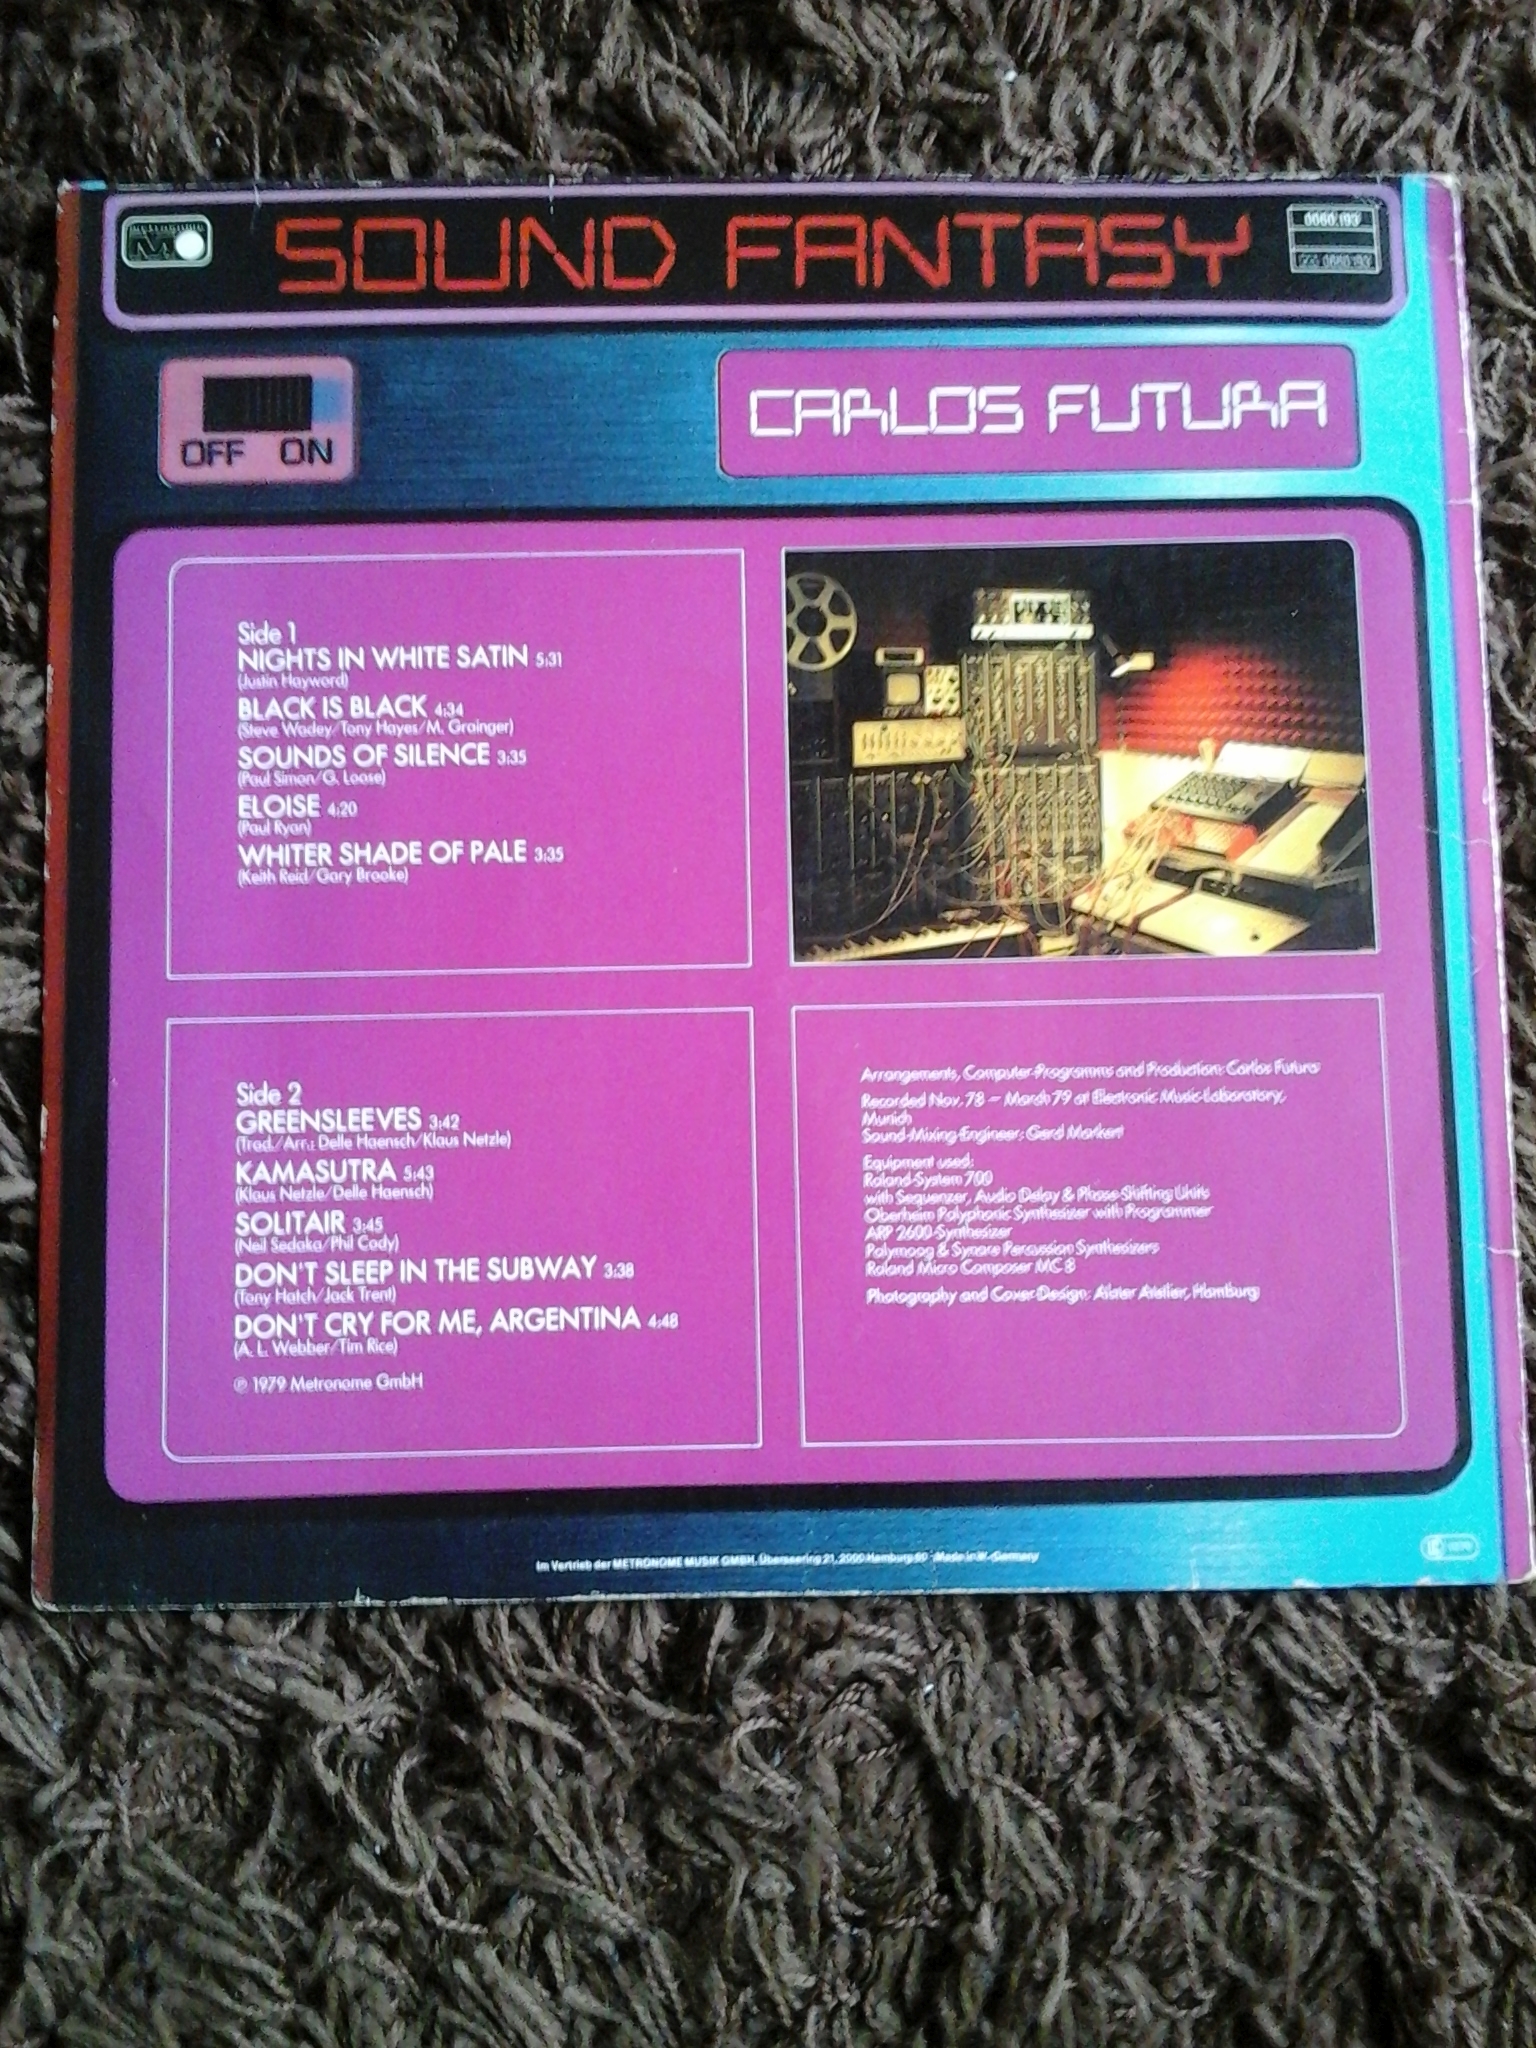 METRONOME
SOUND FANTASY
0060.193
0060.193
OFF ON
CARLOS FUTURA
Side 1
NIGHTS IN WHITE SATIN 5:31
(Justin Hayword)
BLACK IS BLACK 4:34
(Steve Wadey/Tony Hayes/M. Grainger)
SOUNDS OF SILENCE 3:35
(Paul Simon/G. Loose)
ELOISE 4:20
(Paul Ryan)
WHITER SHADE OF PALE 3:35
(Keith Reid/Gary Brooke)
Side 2
GREENSLEEVES 3:42
(Trad./Arr.: Delle Haensch/Klaus Netzle)
KAMASUTRA 5:43
(Klaus Netzle/Delle Haensch)
SOLITAIR 3:45
(Neil Sedaka/Phil Cody)
DON'T SLEEP IN THE SUBWAY 3:38
(Tony Hatch/Jack Trent)
DON'T CRY FOR ME, ARGENTINA 4:48
(A. L. Webber/Tim Rice)
℗ 1979 Metronome GmbH
Arrangements, Computer-Programms and Production: Carlos Futura
Recorded Nov. 78 – March 79 at Electronic Music-Laboratory,
Munich
Sound-Mixing-Engineer: Gerd Markert
Equipment used:
Roland-System 700
with Sequenzer, Audio Delay & Phase-Shifting Units
Oberheim Polyphonic Synthesizer with Programmer
ARP 2600-Synthesizer
Polymoog & Synare Percussion Synthesizers
Roland Micro Composer MC 8
Photography and Cover-Design: Alster Atelier, Hamburg
Im Vertrieb der METRONOME MUSIK GMBH, Überseering 21, 2000 Hamburg 60 · Made in W.-Germany